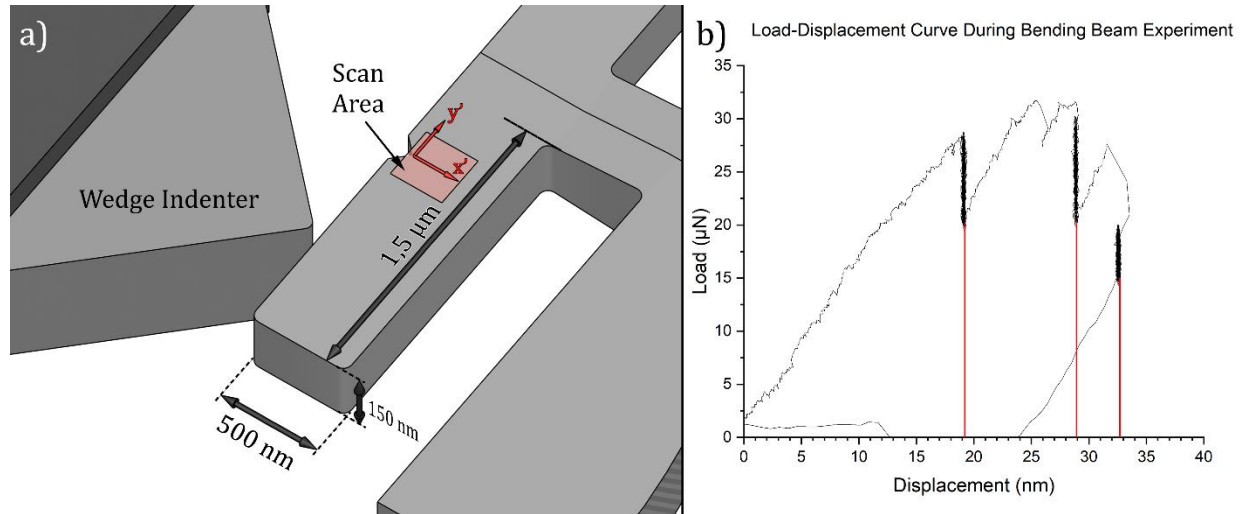 a)
Scan
Area
y'
x'
Wedge Indenter
1,5 µm
150 nm
500 nm
b)
Load-Displacement Curve During Bending Beam Experiment
35
30
25
20
15
10
5
0
Load (µN)
0 5 10 15 20 25 30 35 40
Displacement (nm)